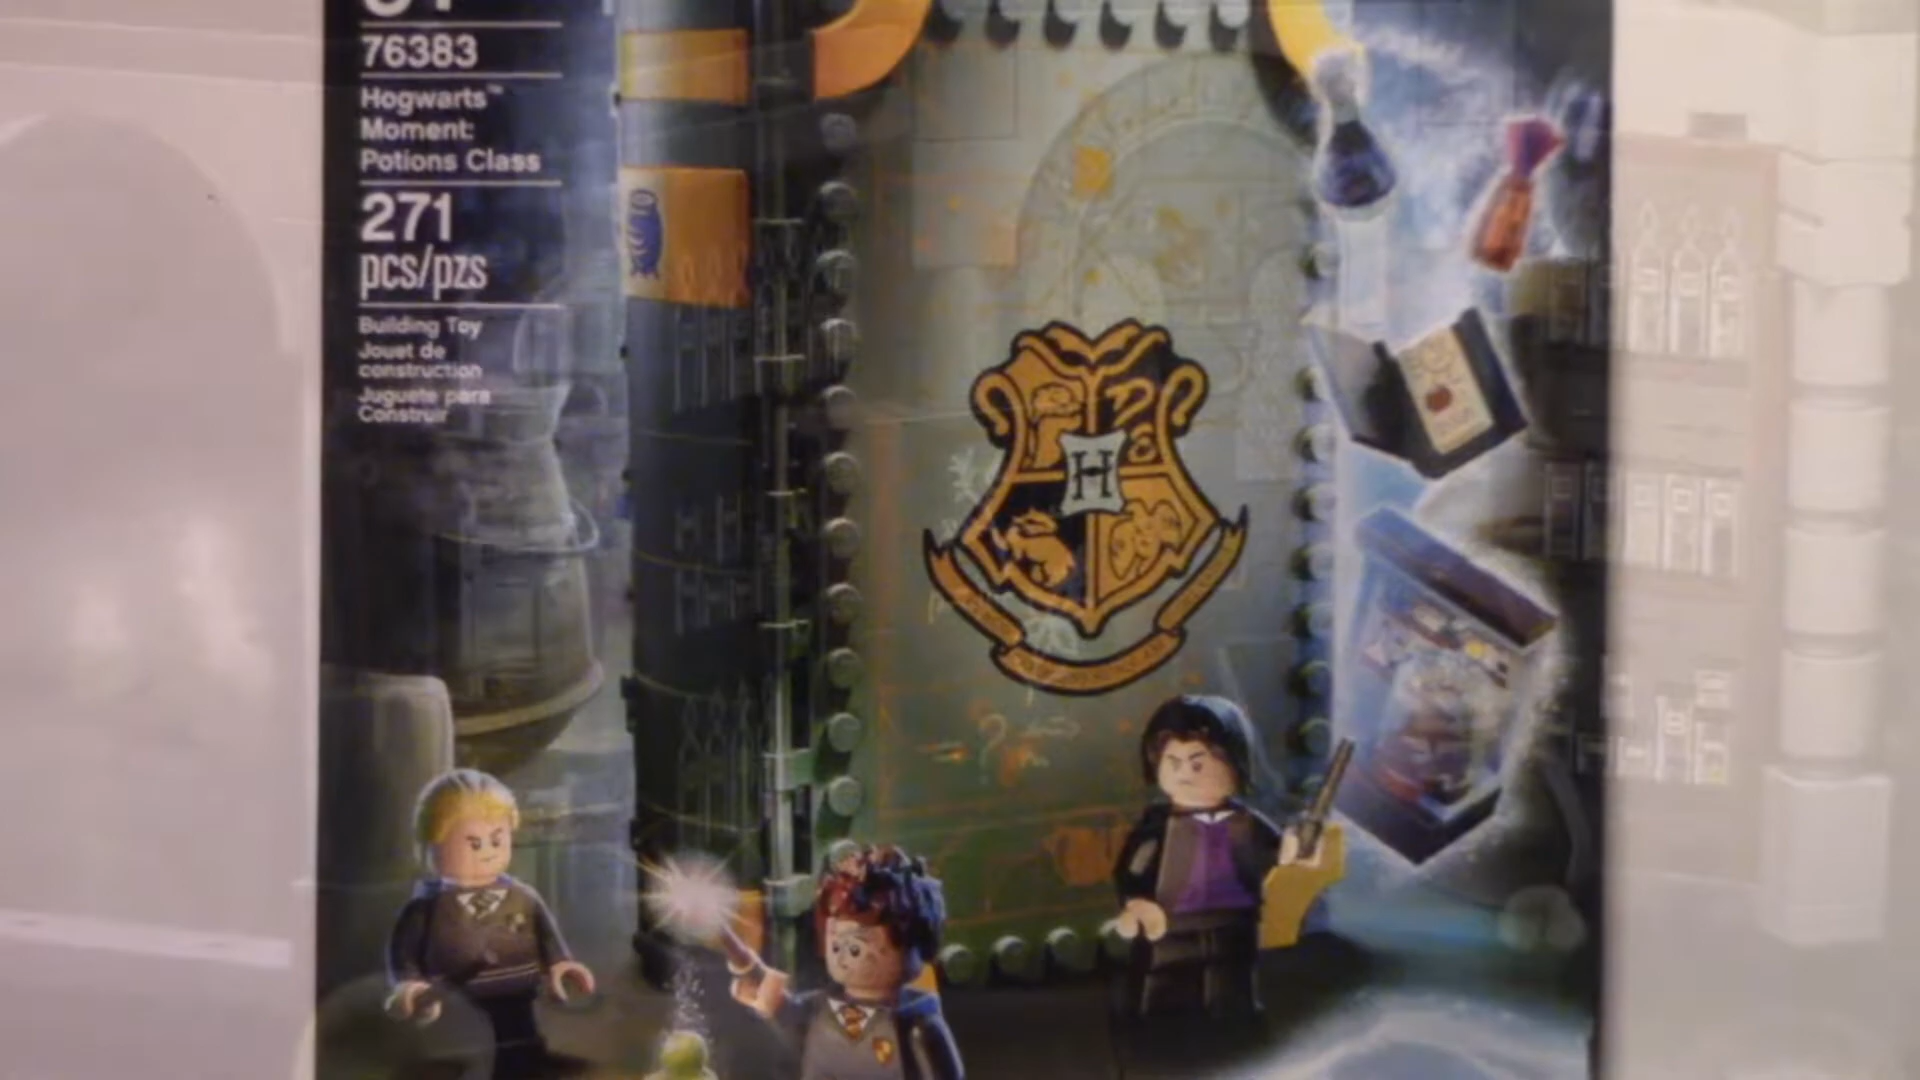 76383
Hogwarts™
Moment:
Potions Class
271
pcs/pzs
Building Toy
Jouet de
construction
Juguete para
Construir
H